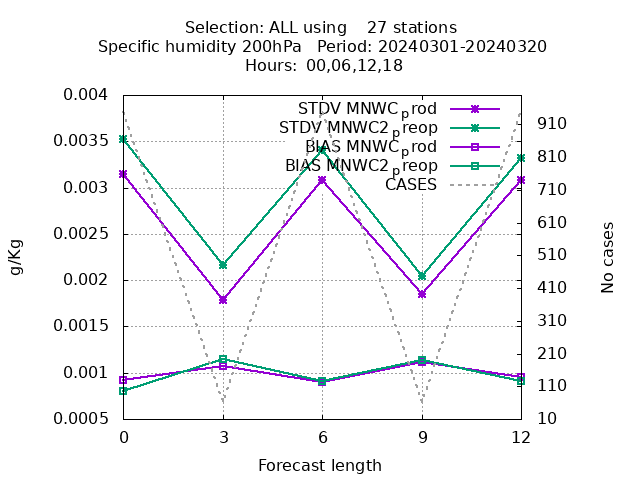 Selection: ALL using    27 stations
Specific humidity 200hPa   Period: 20240301-20240320
Hours: 00,06,12,18
STDV MNWC_prod
STDV MNWC2_preop
BIAS MNWC_prod
BIAS MNWC2_preop
CASES
0.004
0.0035
0.003
0.0025
0.002
0.0015
0.001
0.0005
g/Kg
910
810
710
610
510
410
310
210
110
10
No cases
0 3 6 9 12
Forecast length